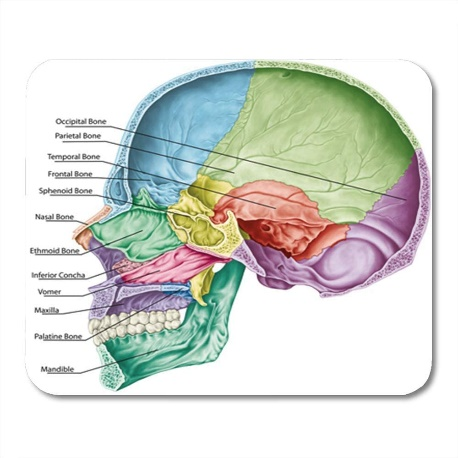 Occipital Bone
Parietal Bone
Temporal Bone
Frontal Bone
Sphenoid Bone
Nasal Bone
Ethmoid Bone
Inferior Concha
Vomer
Maxilla
Palatine Bone
Mandible